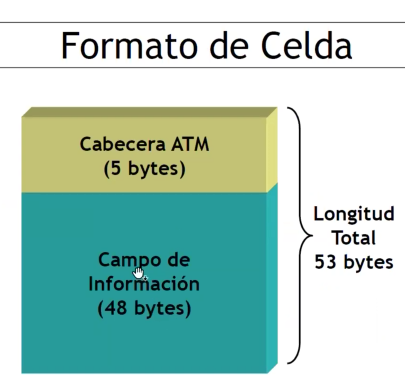 Formato de Celda
Cabecera ATM
(5 bytes)
Campo de
Información
(48 bytes)
Longitud
Total
53 bytes